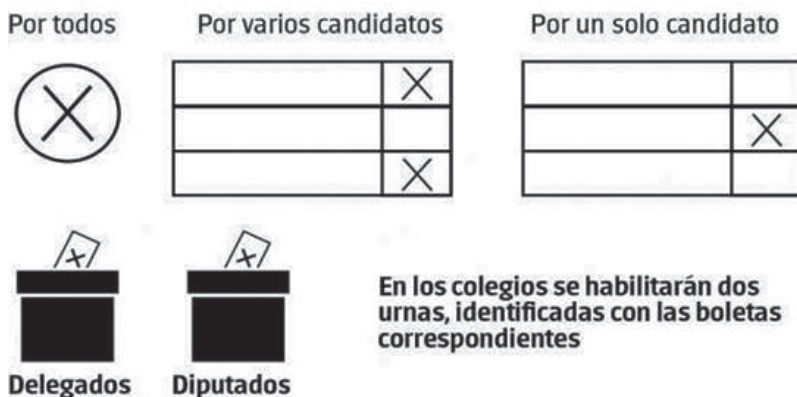 Por todos
Por varios candidatos
Por un solo candidato
En los colegios se habilitarán dos
urnas, identificadas con las boletas
correspondientes
Delegados
Diputados